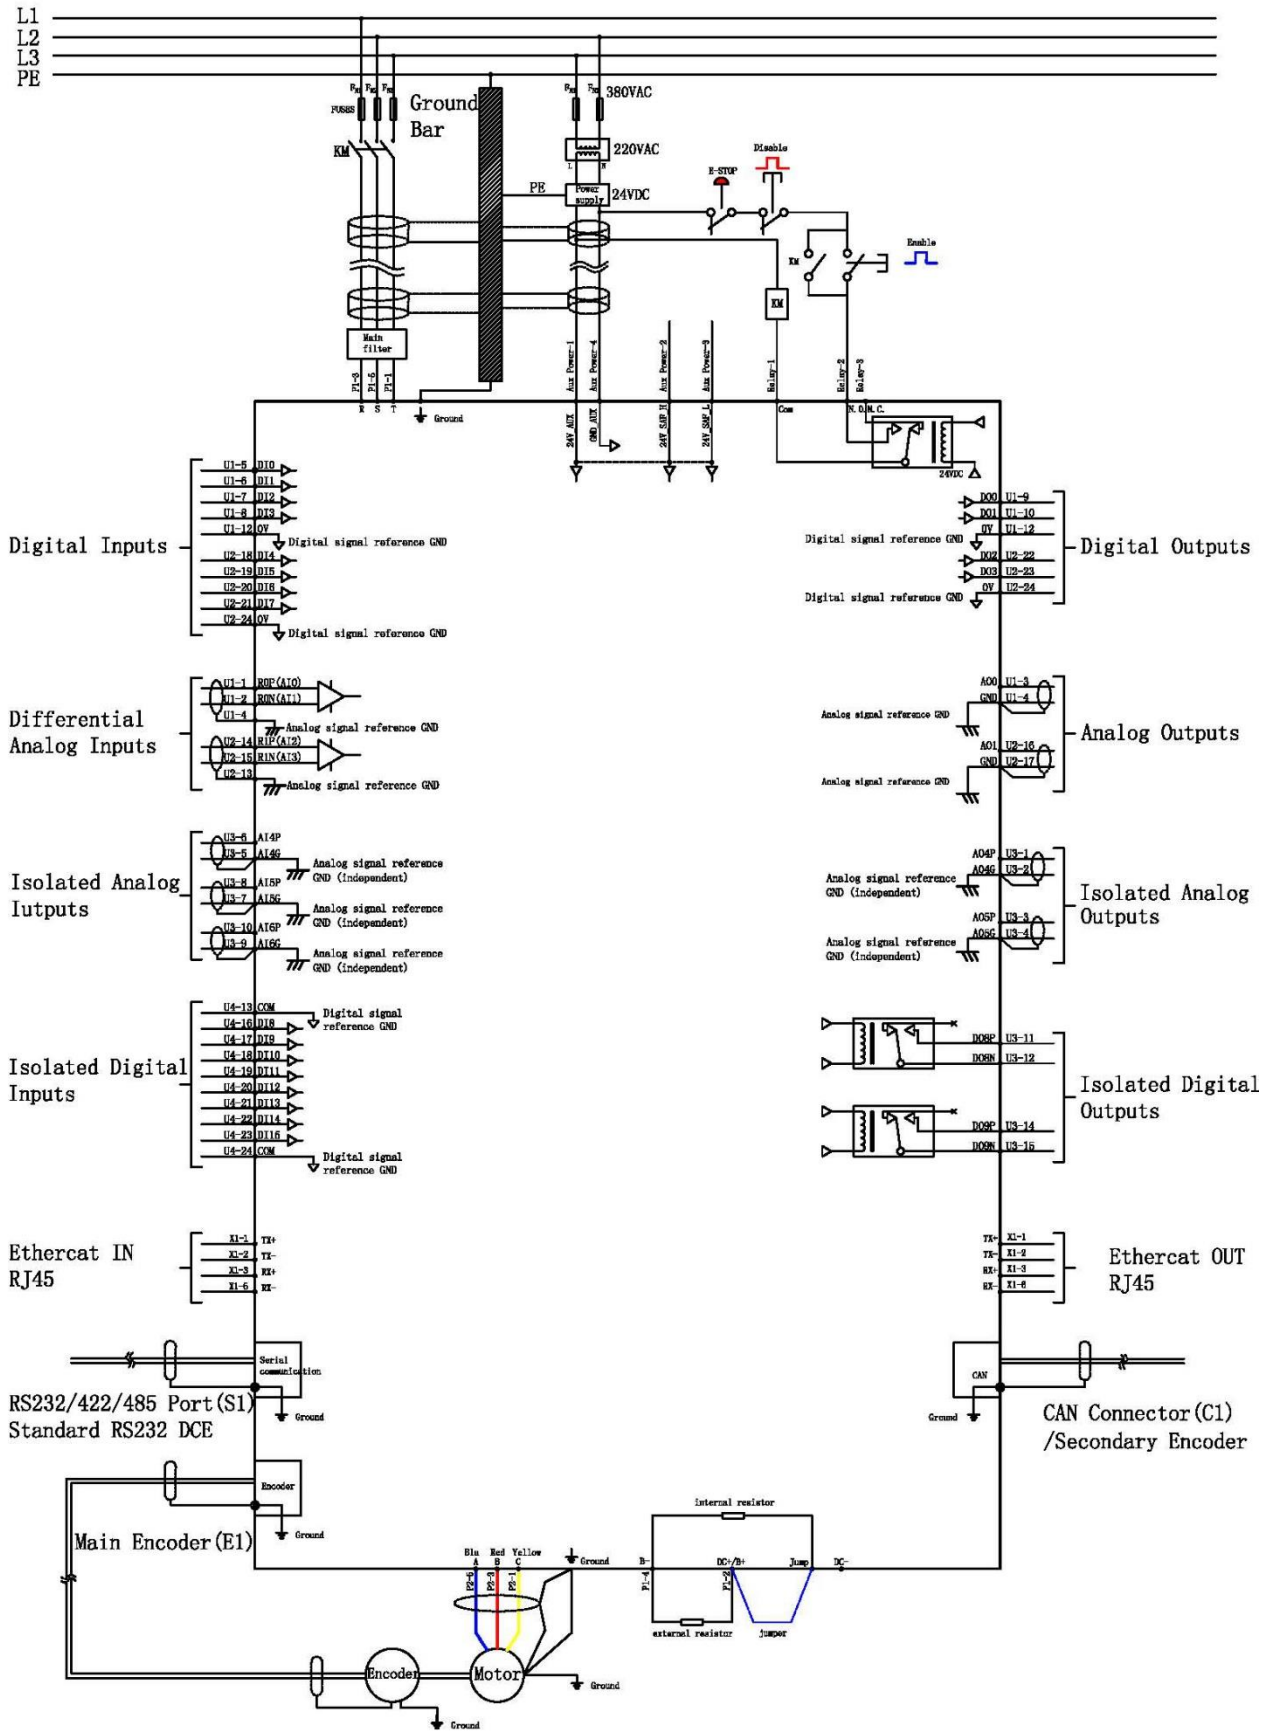 L1
L2
L3
PE
FUSES
Ground
Bar
380VAC
KM
220VAC
L
N
PE
Power
supply
24VDC
E-STOP
Disable
KM
Enable
KM
Main
filter
P1-3
P1-5
P1-1
R S T
Ground
Aux Power-1
Aux Power-4
Aux Power-2
Aux Power-3
Relay-1
Relay-2
Relay-3
24V_AUX
GND_AUX
24V_SAF_H
24V_SAF_L
Com
N.O.
N.C.
24VDC
Digital Inputs
U1-5 DI0
U1-6 DI1
U1-7 DI2
U1-8 DI3
U1-12 0V
Digital signal reference GND
U2-18 DI4
U2-19 DI5
U2-20 DI6
U2-21 DI7
U2-24 0V
Digital signal reference GND
DO0 U1-9
DO1 U1-10
0V U1-12
Digital signal reference GND
DO2 U2-22
DO3 U2-23
0V U2-24
Digital signal reference GND
Digital Outputs
Differential
Analog Inputs
U1-1 R0P(AI0)
U1-2 R0N(AI1)
U1-4
Analog signal reference GND
U2-14 R1P(AI2)
U2-15 R1N(AI3)
U2-13
Analog signal reference GND
AO0 U1-3
GND U1-4
Analog signal reference GND
AO1 U2-16
GND U2-17
Analog signal reference GND
Analog Outputs
Isolated Analog
Iutputs
U3-6 AI4P
U3-5 AI4G
Analog signal reference
GND (independent)
U3-8 AI5P
U3-7 AI5G
Analog signal reference
GND (independent)
U3-10 AI6P
U3-9 AI6G
Analog signal reference
GND (independent)
AO4P U3-1
AO4G U3-2
Analog signal reference
GND (independent)
AO5P U3-3
AO5G U3-4
Analog signal reference
GND (independent)
Isolated Analog
Outputs
Isolated Digital
Inputs
U4-13 COM
Digital signal
reference GND
U4-16 DI8
U4-17 DI9
U4-18 DI10
U4-19 DI11
U4-20 DI12
U4-21 DI13
U4-22 DI14
U4-23 DI15
U4-24 COM
Digital signal
reference GND
DO8P U3-11
DO8N U3-12
DO9P U3-14
DO9N U3-15
Isolated Digital
Outputs
Ethercat IN
RJ45
X1-1 TX+
X1-2 TX-
X1-3 RX+
X1-6 RX-
TX+ X1-1
TX- X1-2
RX+ X1-3
RX- X1-6
Ethercat OUT
RJ45
Serial
communication
Ground
RS232/422/485 Port(S1)
Standard RS232 DCE
CAN
Ground
CAN Connector(C1)
/Secondary Encoder
Encoder
Ground
Main Encoder(E1)
Blu Red Yellow
A B C
P2-5
P2-3
P2-1
Ground
internal resistor
B-
DC+/B+
Jump
DC-
P1-4
P1-2
external resistor
jumper
Encoder
Motor
Ground
Ground